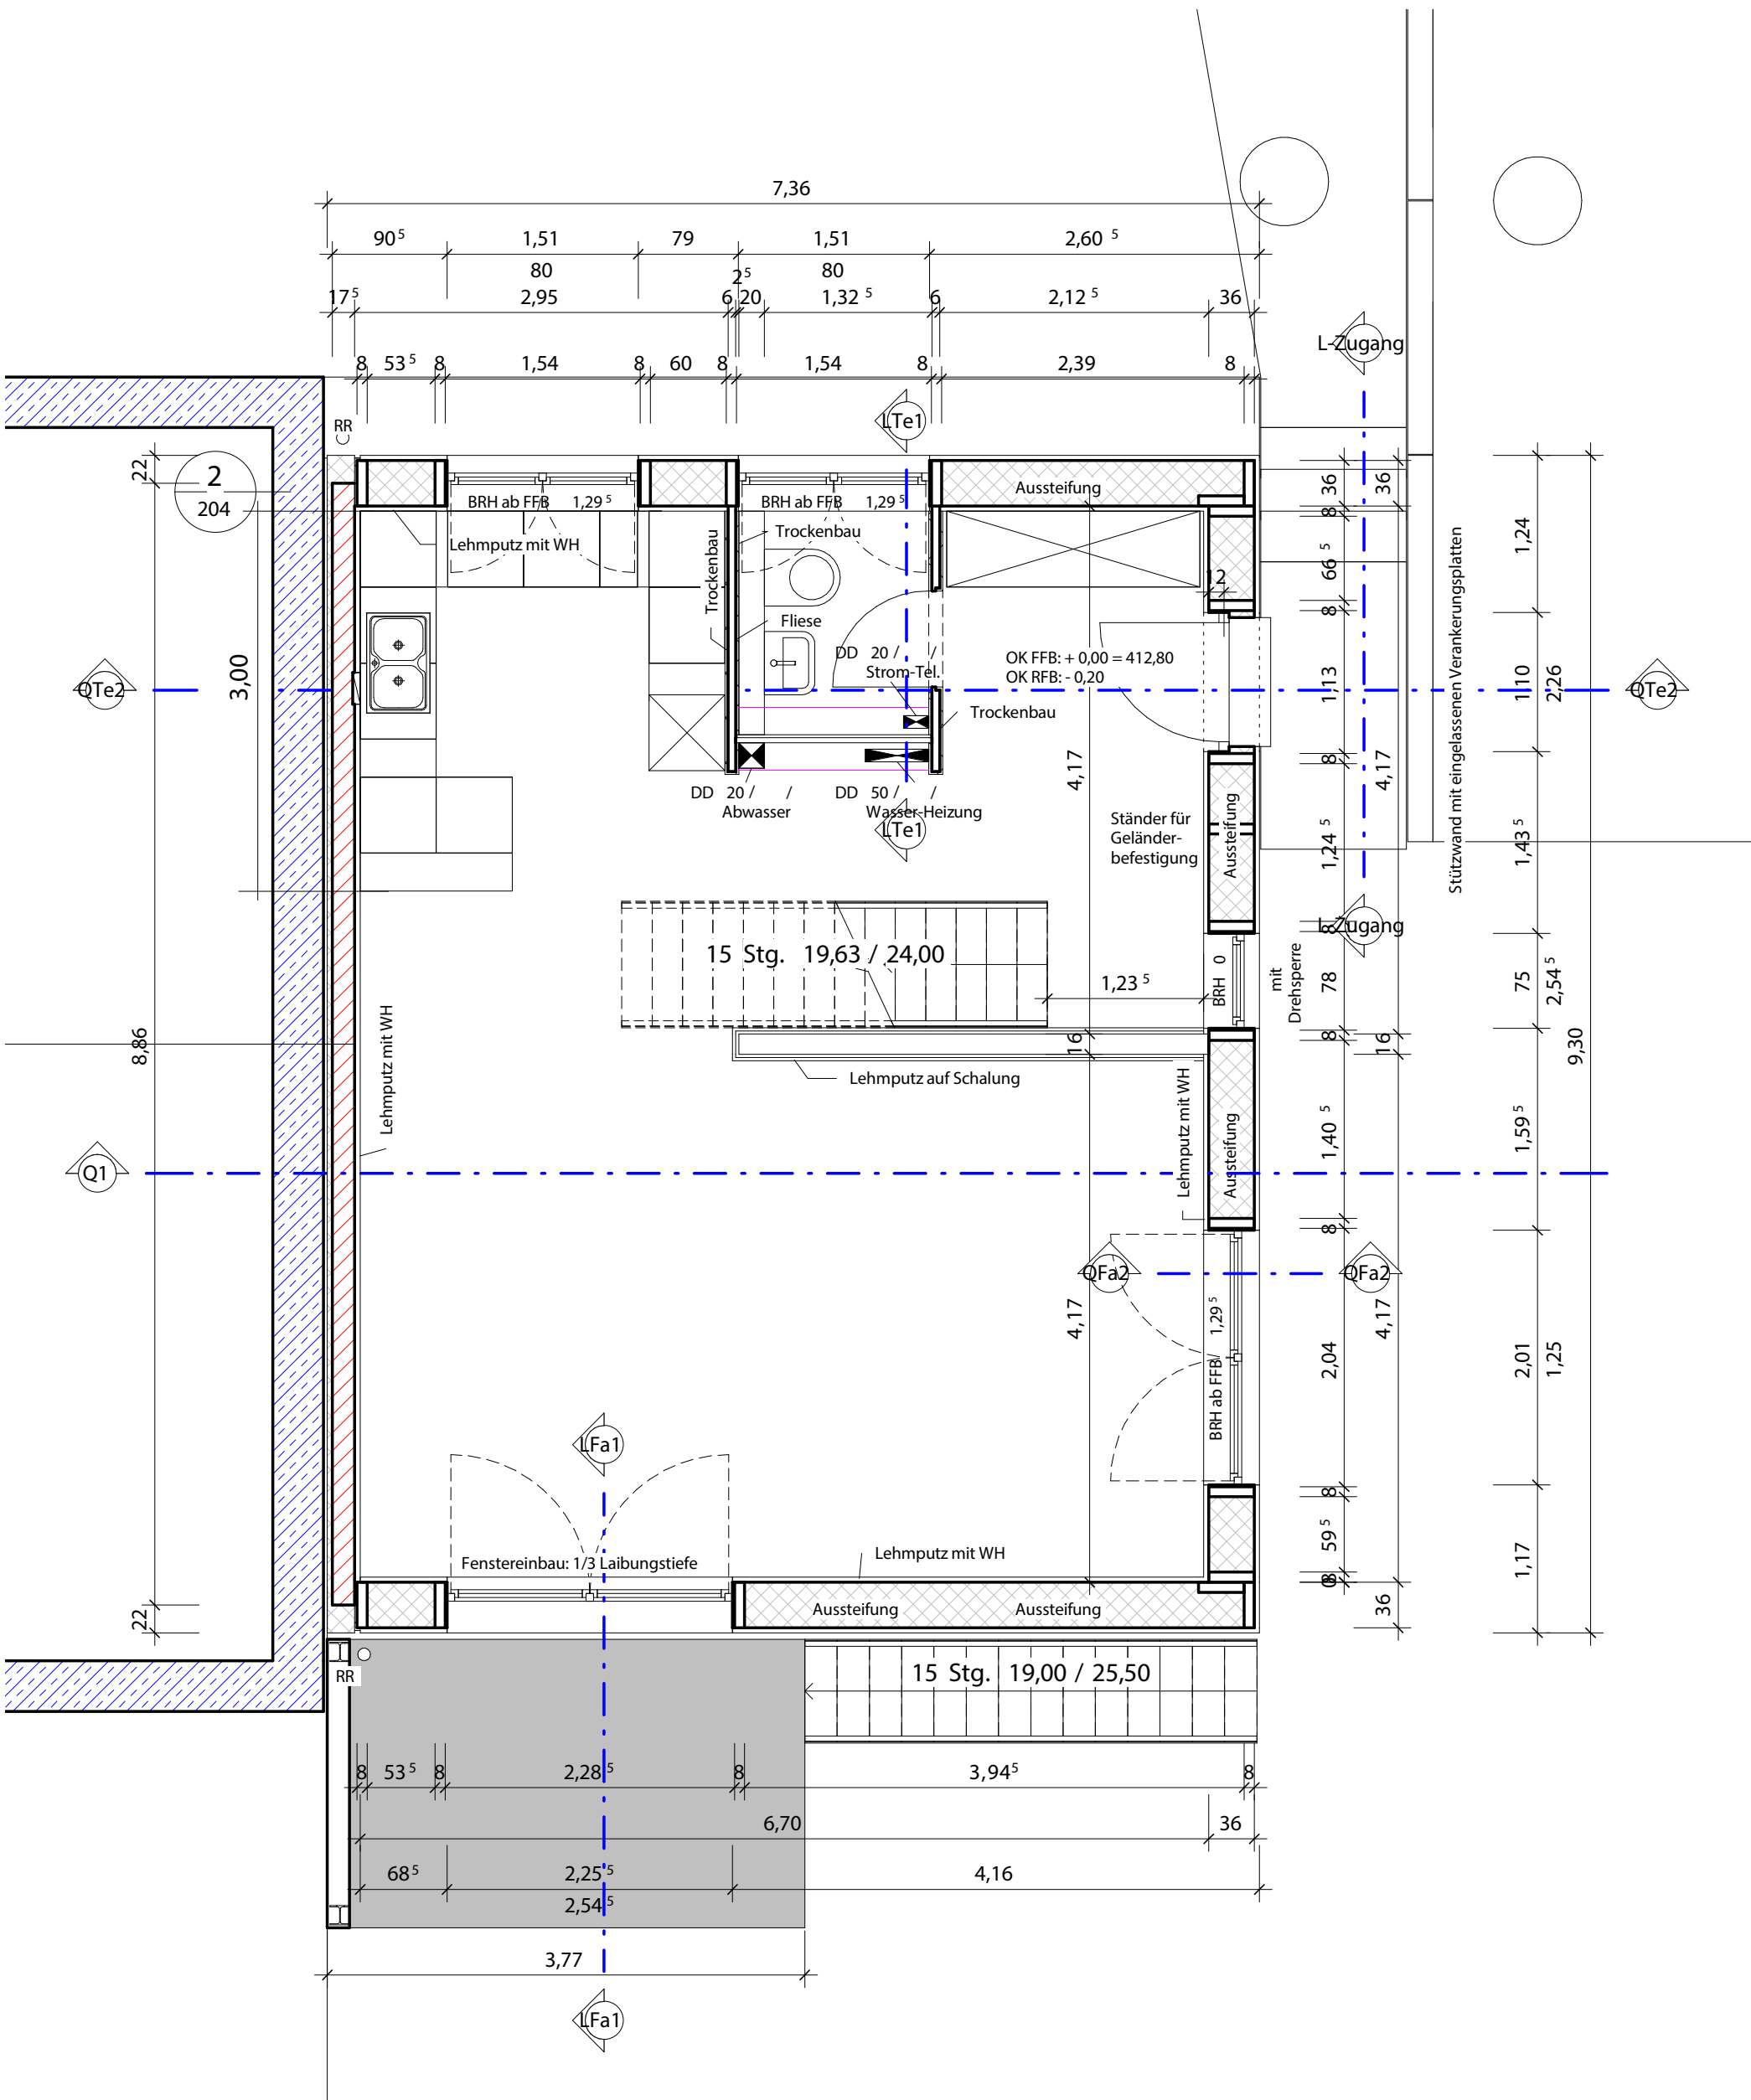 7,36
90 5
1,51
79
1,51
2,60 5
80
2 5
80
17 5
2,95
6
20
1,32 5
6
2,12 5
36
8
53 5
8
1,54
8
60
8
1,54
8
2,39
8
L-Zugang
RR
LTe1
22
2
204
36
36
Aussteifung
BRH ab FFB 1,29 5
BRH ab FFB 1,29 5
8
1,24
Trockenbau
Lehmputz mit WH
Trockenbau
66 5
12
8
Fliese
DD 20 / /
Strom-Tel.
OK FFB: + 0,00 = 412,80
OK RFB: - 0,20
3,00
QTe2
1,13
1,10
2,26
QTe2
Trockenbau
Stützwand mit eingelassenen Verankerungsplatten
4,17
8
4,17
DD 20 / /
Abwasser
DD 50 / /
Wasser-Heizung
LTe1
Ständer für
Geländer-
befestigung
Aussteifung
1,24 5
1,43 5
8
L-Zugang
15 Stg. 19,63 / 24,00
1,23 5
BRH 0
mit
Drehsperre
78
75
2,54 5
8,86
Lehmputz mit WH
16
8
16
9,30
Lehmputz auf Schalung
Lehmputz mit WH
Aussteifung
1,40 5
1,59 5
Q1
8
QFa2
QFa2
4,17
BRH ab FFB 1,29 5
2,04
4,17
2,01
1,25
LFa1
8
59 5
Fenstereinbau: 1/3 Laibungstiefe
Lehmputz mit WH
1,17
8
22
Aussteifung
Aussteifung
36
RR
15 Stg. 19,00 / 25,50
8
53 5
8
2,28 5
8
3,94 5
8
6,70
36
68 5
2,25 5
4,16
2,54 5
3,77
LFa1